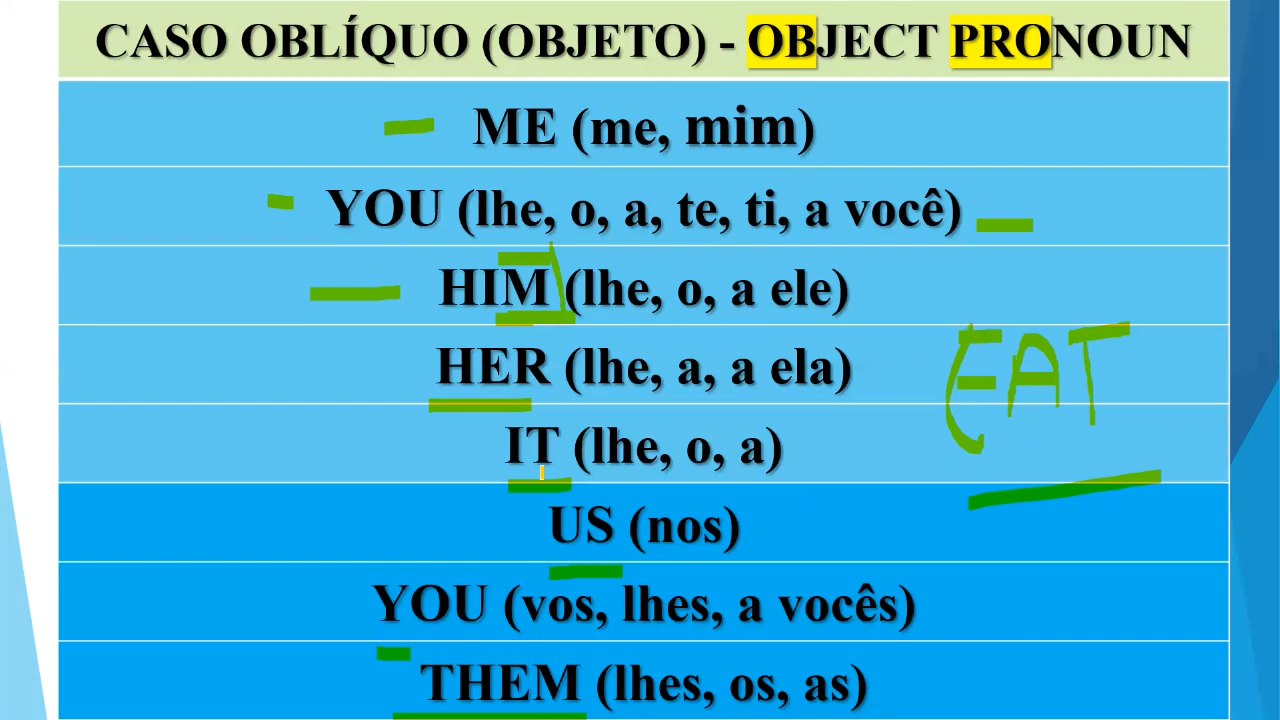 CASO OBLÍQUO (OBJETO) - OBJECT PRONOUN
ME (me, mim)
YOU (lhe, o, a, te, ti, a você)
HIM (lhe, o, a ele)
HER (lhe, a, a ela)
EAT
IT (lhe, o, a)
US (nos)
YOU (vos, lhes, a vocês)
THEM (lhes, os, as)